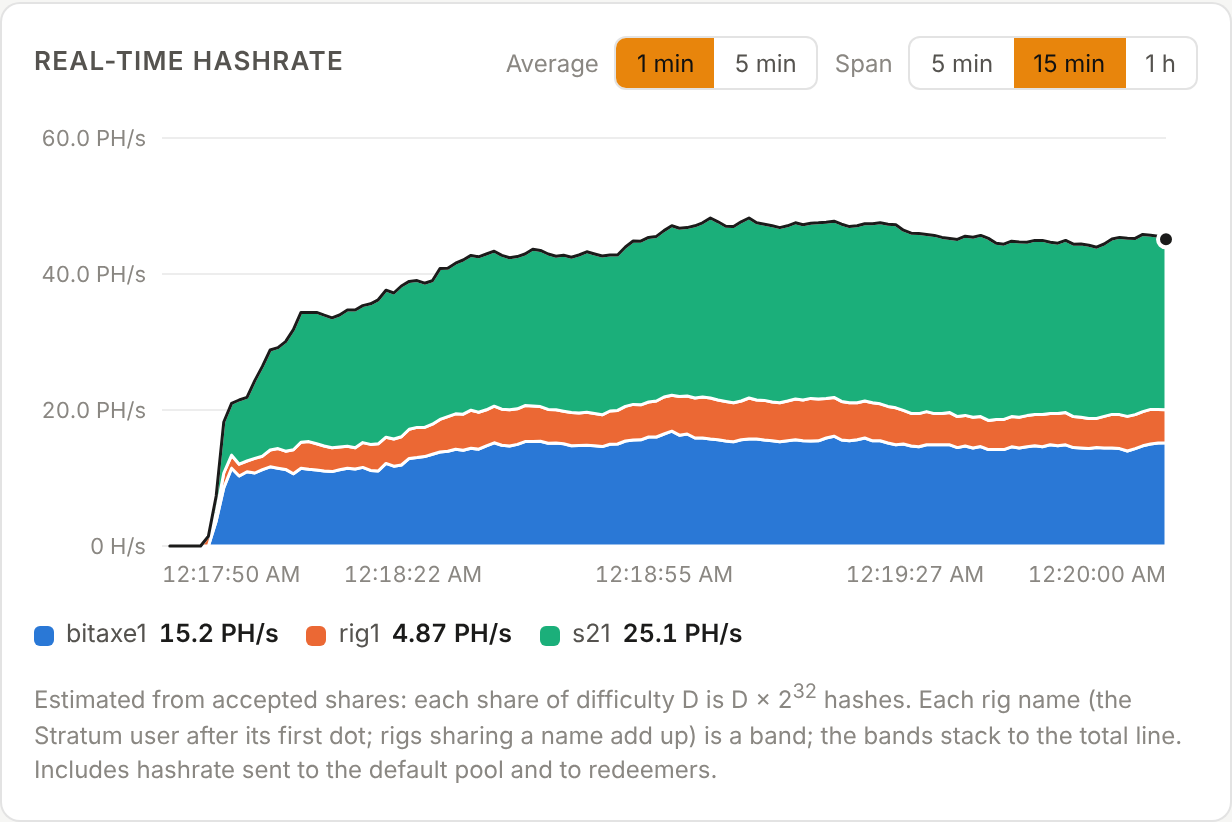 REAL-TIME HASHRATE
Average 1 min 5 min Span 5 min 15 min 1 h
60.0 PH/s
40.0 PH/s
20.0 PH/s
0 H/s
12:17:50 AM 12:18:22 AM 12:18:55 AM 12:19:27 AM 12:20:00 AM
bitaxe1 15.2 PH/s rig1 4.87 PH/s s21 25.1 PH/s
Estimated from accepted shares: each share of difficulty D is D × 2³² hashes. Each rig name (the
Stratum user after its first dot; rigs sharing a name add up) is a band; the bands stack to the total line.
Includes hashrate sent to the default pool and to redeemers.